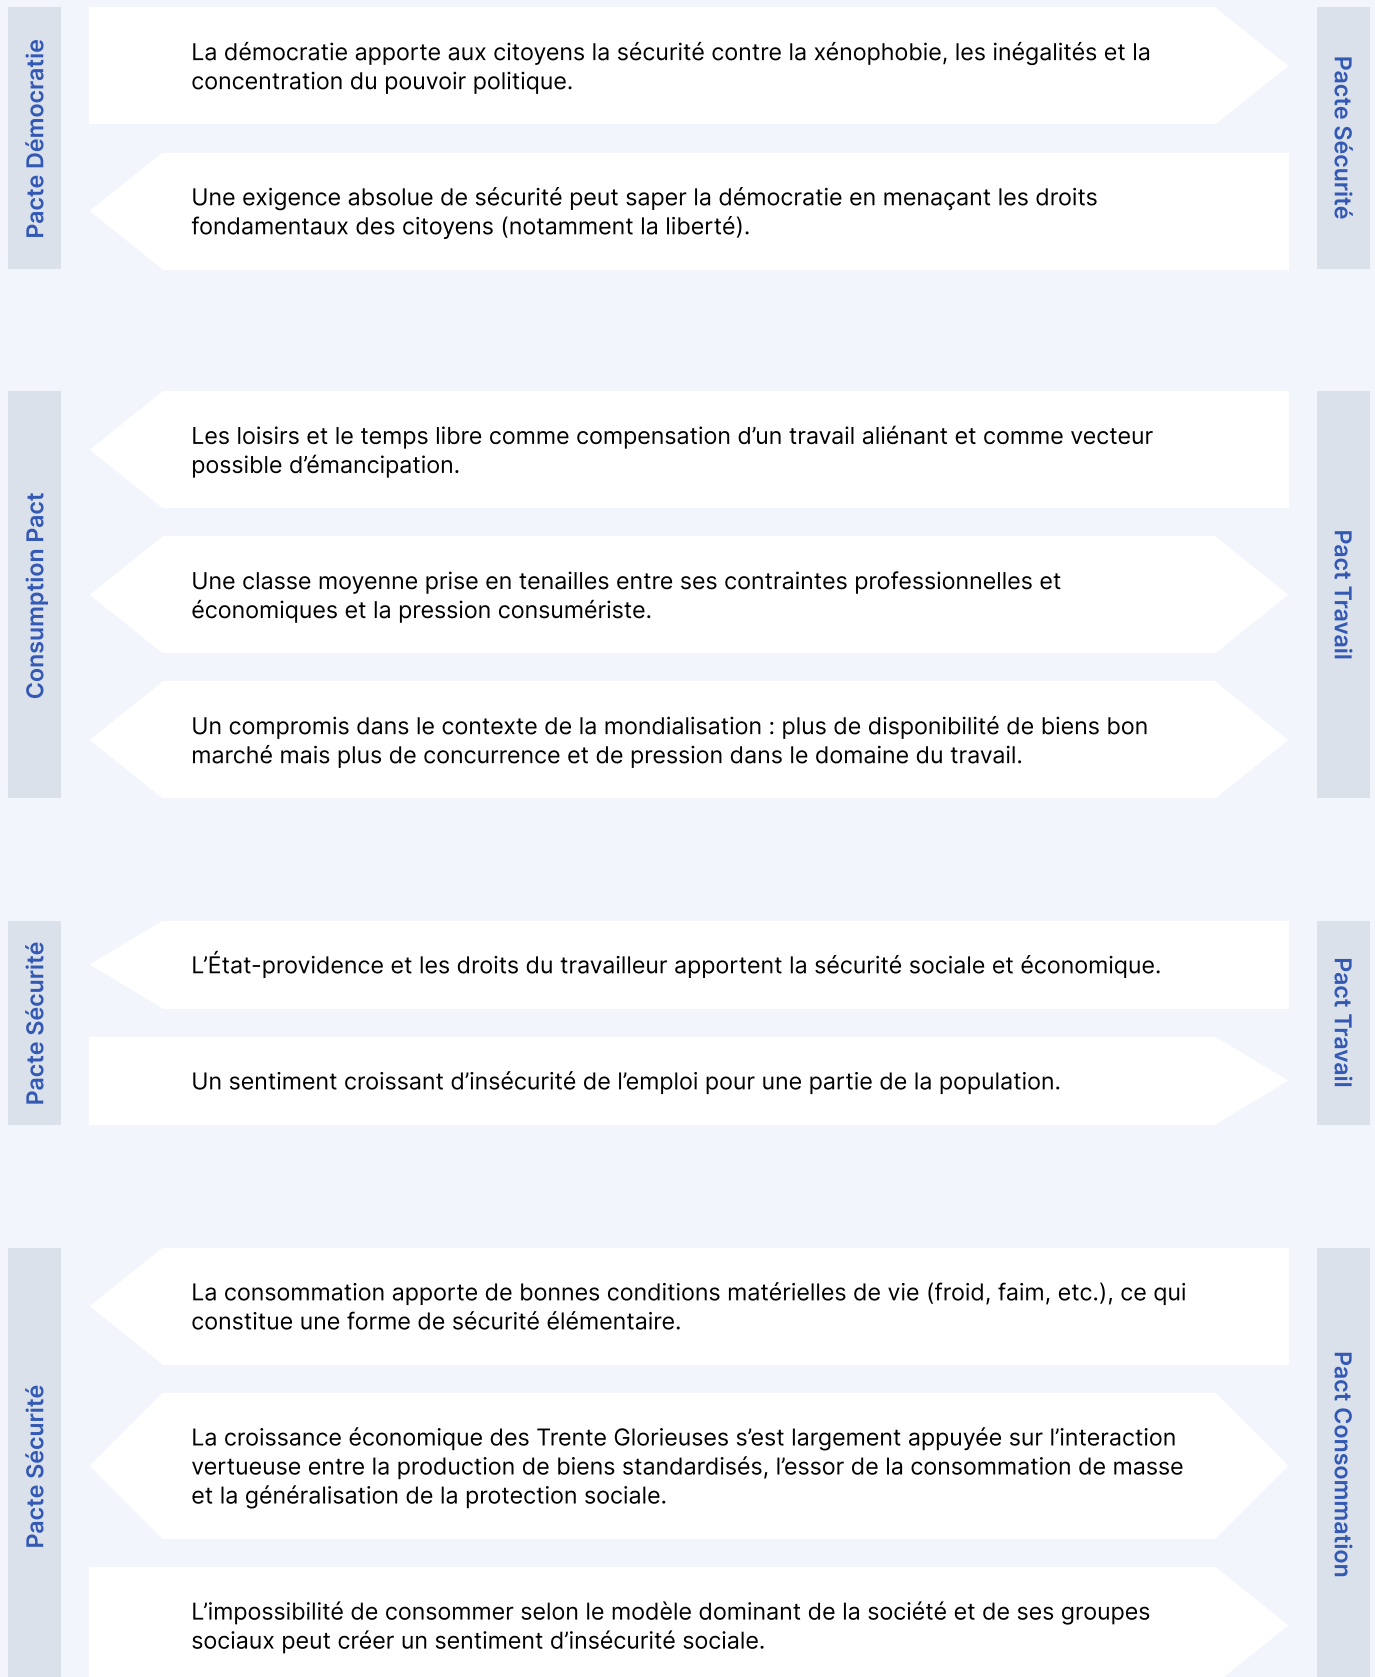 Pacte Démocratie
La démocratie apporte aux citoyens la sécurité contre la xénophobie, les inégalités et la
concentration du pouvoir politique.
Une exigence absolue de sécurité peut saper la démocratie en menaçant les droits
fondamentaux des citoyens (notamment la liberté).
Pacte Sécurité
Consumption Pact
Les loisirs et le temps libre comme compensation d’un travail aliénant et comme vecteur
possible d’émancipation.
Une classe moyenne prise en tenailles entre ses contraintes professionnelles et
économiques et la pression consumériste.
Un compromis dans le contexte de la mondialisation : plus de disponibilité de biens bon
marché mais plus de concurrence et de pression dans le domaine du travail.
Pact Travail
Pacte Sécurité
L’État-providence et les droits du travailleur apportent la sécurité sociale et économique.
Un sentiment croissant d’insécurité de l’emploi pour une partie de la population.
Pact Travail
Pacte Sécurité
La consommation apporte de bonnes conditions matérielles de vie (froid, faim, etc.), ce qui
constitue une forme de sécurité élémentaire.
La croissance économique des Trente Glorieuses s’est largement appuyée sur l’interaction
vertueuse entre la production de biens standardisés, l’essor de la consommation de masse
et la généralisation de la protection sociale.
L’impossibilité de consommer selon le modèle dominant de la société et de ses groupes
sociaux peut créer un sentiment d’insécurité sociale.
Pact Consommation